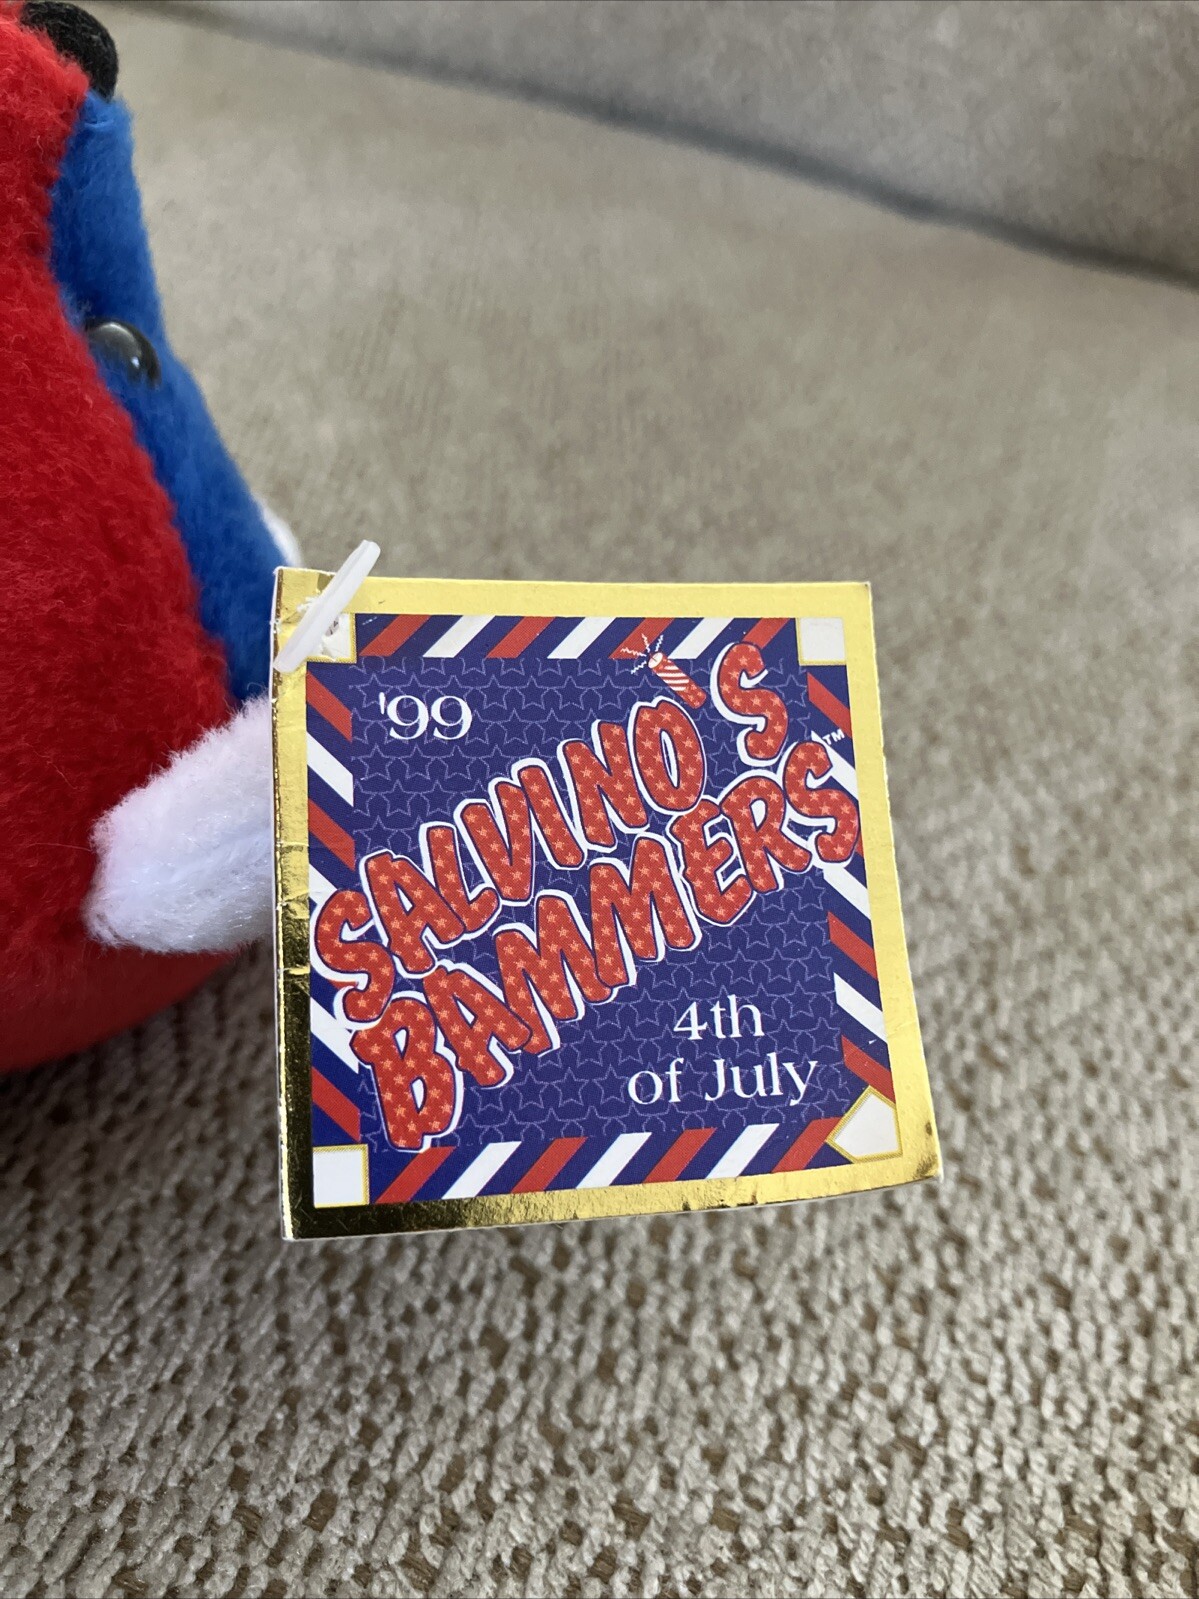 '99
SALVINO'S
BAMMERS™
4th
of July